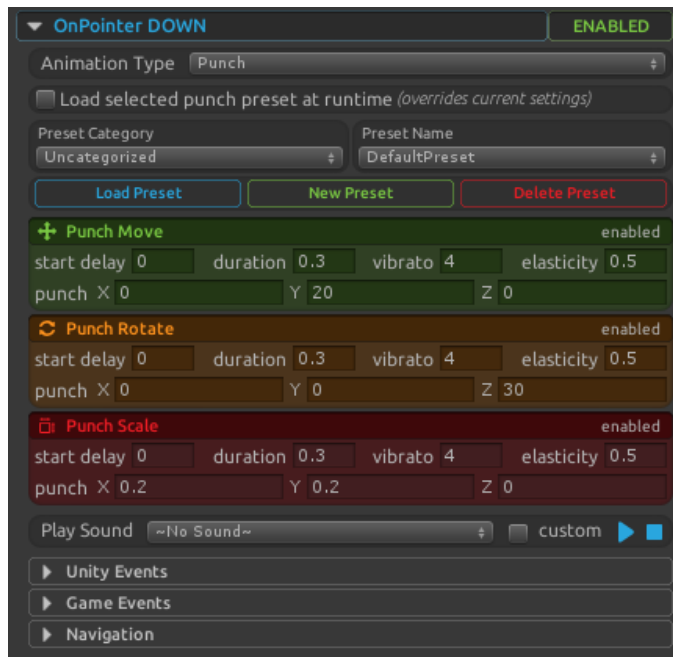 OnPointer DOWN ENABLED
Animation Type Punch
Load selected punch preset at runtime (overrides current settings)
Preset Category Preset Name
Uncategorized DefaultPreset
Load Preset New Preset Delete Preset
Punch Move enabled
start delay 0 duration 0.3 vibrato 4 elasticity 0.5
punch X 0 Y 20 Z 0
Punch Rotate enabled
start delay 0 duration 0.3 vibrato 4 elasticity 0.5
punch X 0 Y 0 Z 30
Punch Scale enabled
start delay 0 duration 0.3 vibrato 4 elasticity 0.5
punch X 0.2 Y 0.2 Z 0
Play Sound ~No Sound~ custom
Unity Events
Game Events
Navigation